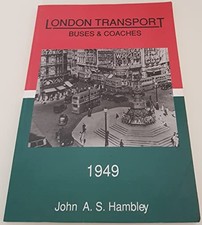 LONDON TRANSPORT
BUSES & COACHES
1949
John A. S. Hambley